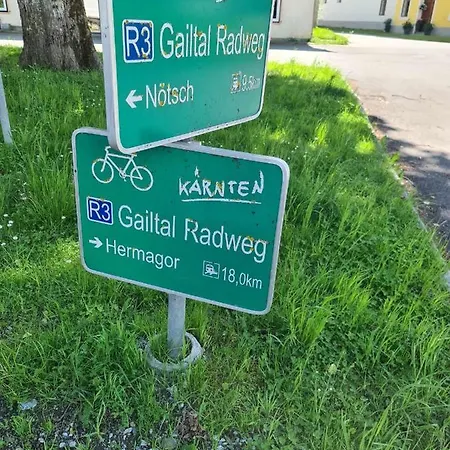 R3 Gailtal Radweg
← Nötsch 9,5km
KÄRNTEN
R3 Gailtal Radweg
→ Hermagor 18,0km